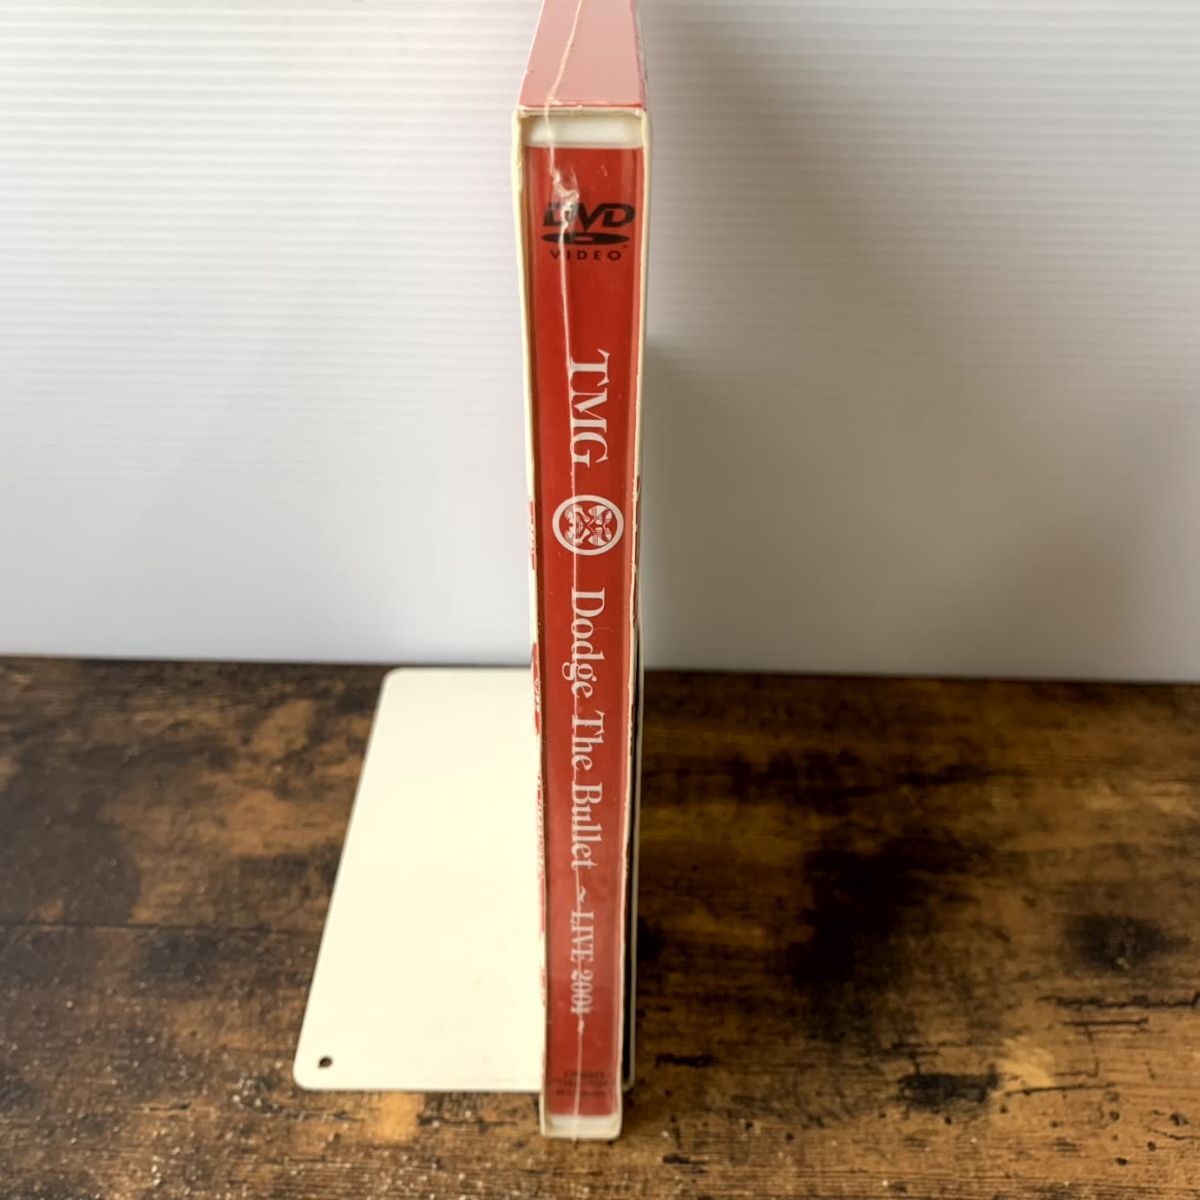 DVD
VIDEO
TMG
Dodge The Bullet ~LIVE 2004~